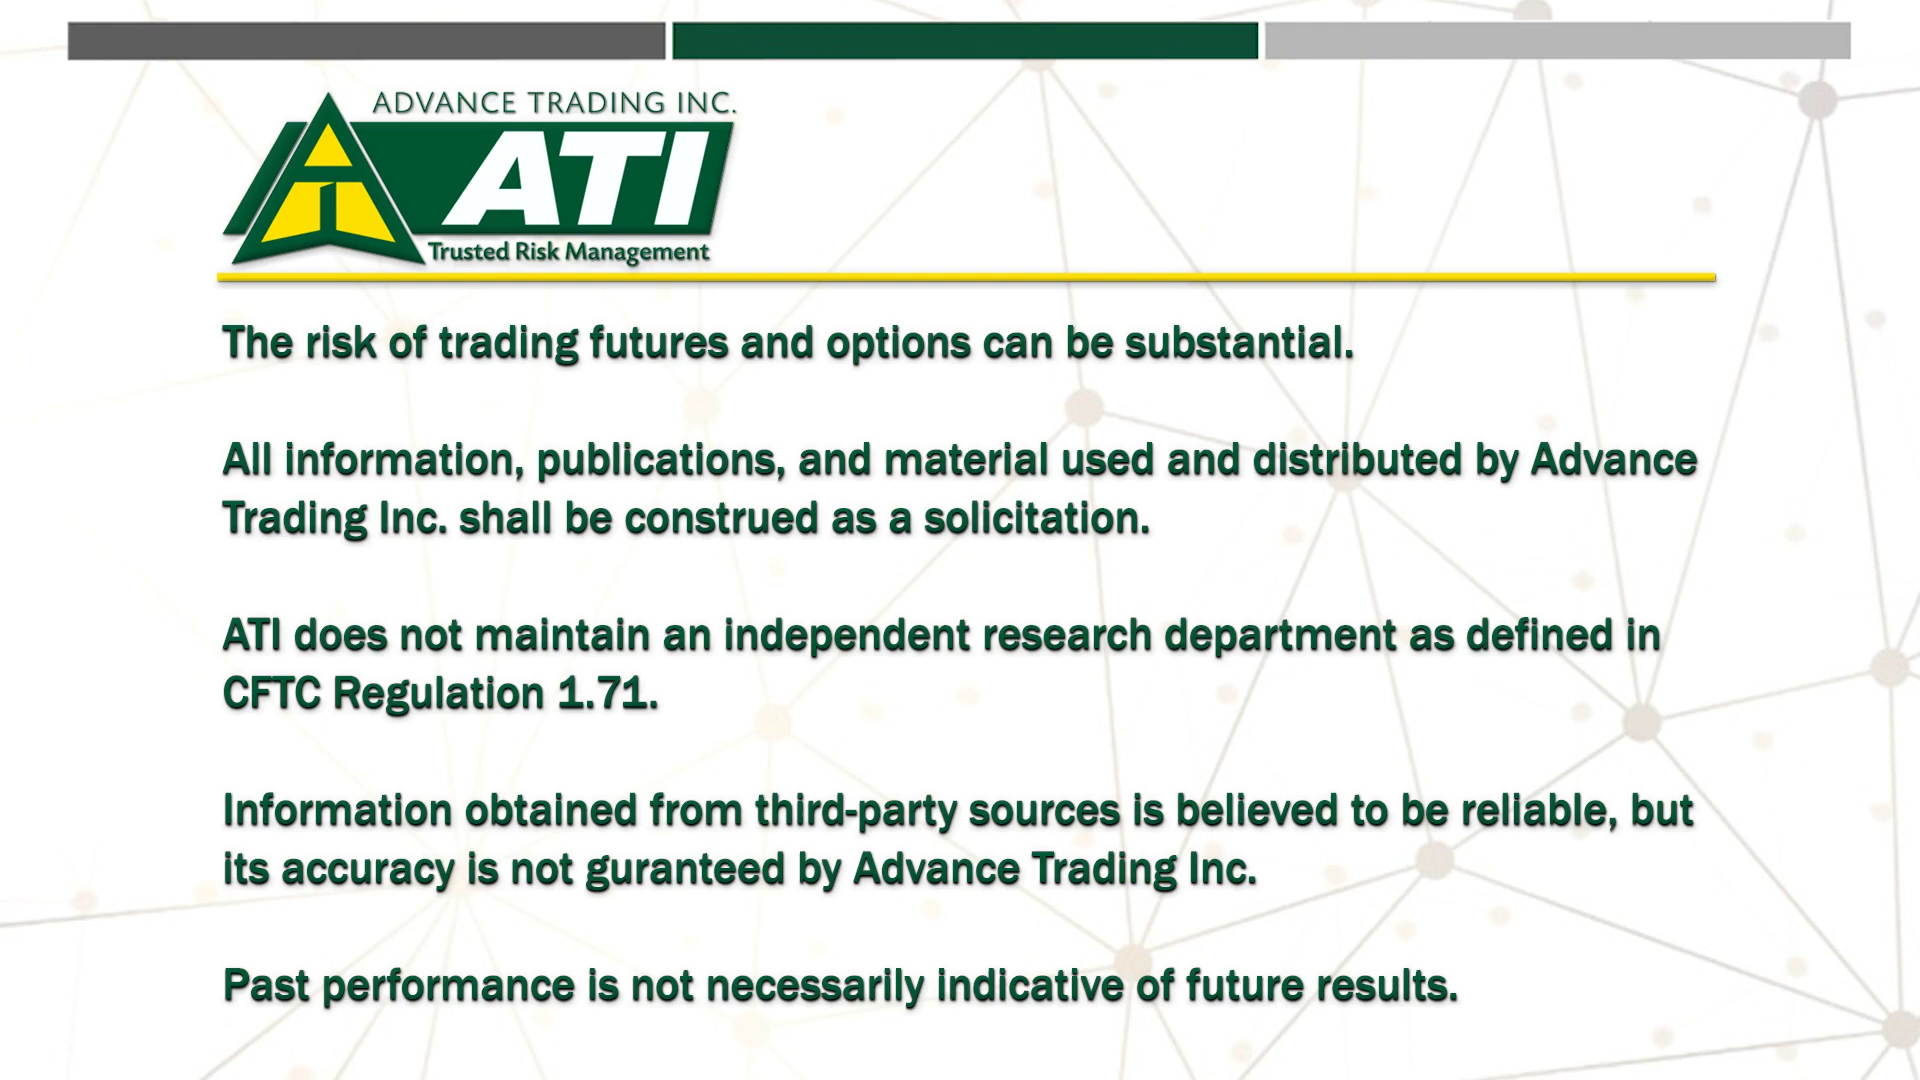 ADVANCE TRADING INC.
ATI
Trusted Risk Management
The risk of trading futures and options can be substantial.
All information, publications, and material used and distributed by Advance
Trading Inc. shall be construed as a solicitation.
ATI does not maintain an independent research department as defined in
CFTC Regulation 1.71.
Information obtained from third-party sources is believed to be reliable, but
its accuracy is not guranteed by Advance Trading Inc.
Past performance is not necessarily indicative of future results.